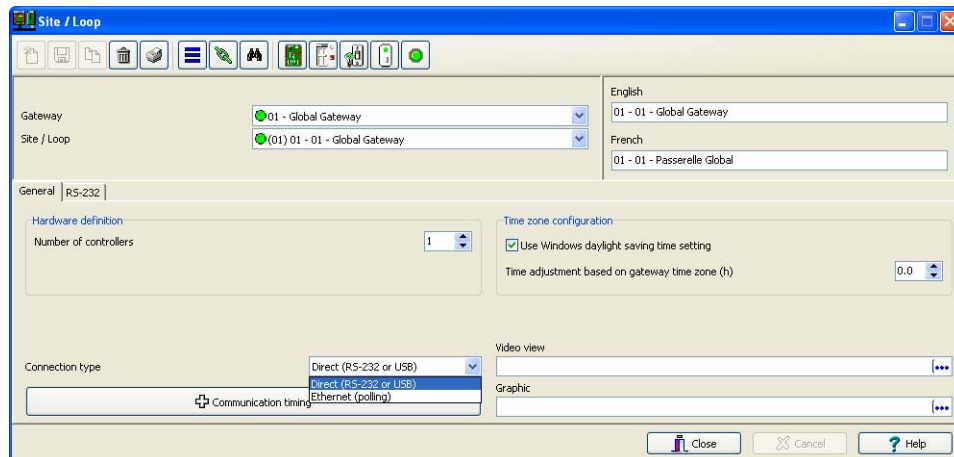 Site / Loop
English
Gateway
01 - Global Gateway
01 - 01 - Global Gateway
Site / Loop
(01) 01 - 01 - Global Gateway
French
01 - 01 - Passerelle Global
General
RS-232
Hardware definition
Time zone configuration
Number of controllers
1
Use Windows daylight saving time setting
Time adjustment based on gateway time zone (h)
0.0
Video view
Connection type
Direct (RS-232 or USB)
Direct (RS-232 or USB)
Ethernet (polling)
Graphic
Communication timing
Close
Cancel
? Help